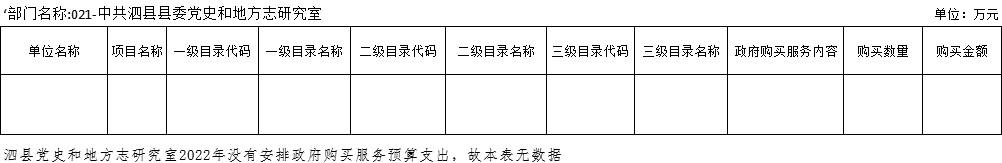 ‘部门名称:021-中共泗县县委党史和地方志研究室 单位：万元
单位名称 项目名称 一级目录代码 一级目录名称 二级目录代码 二级目录名称 三级目录代码 三级目录名称 政府购买服务内容 购买数量 购买金额
泗县党史和地方志研究室2022年没有安排政府购买服务预算支出，故本表无数据